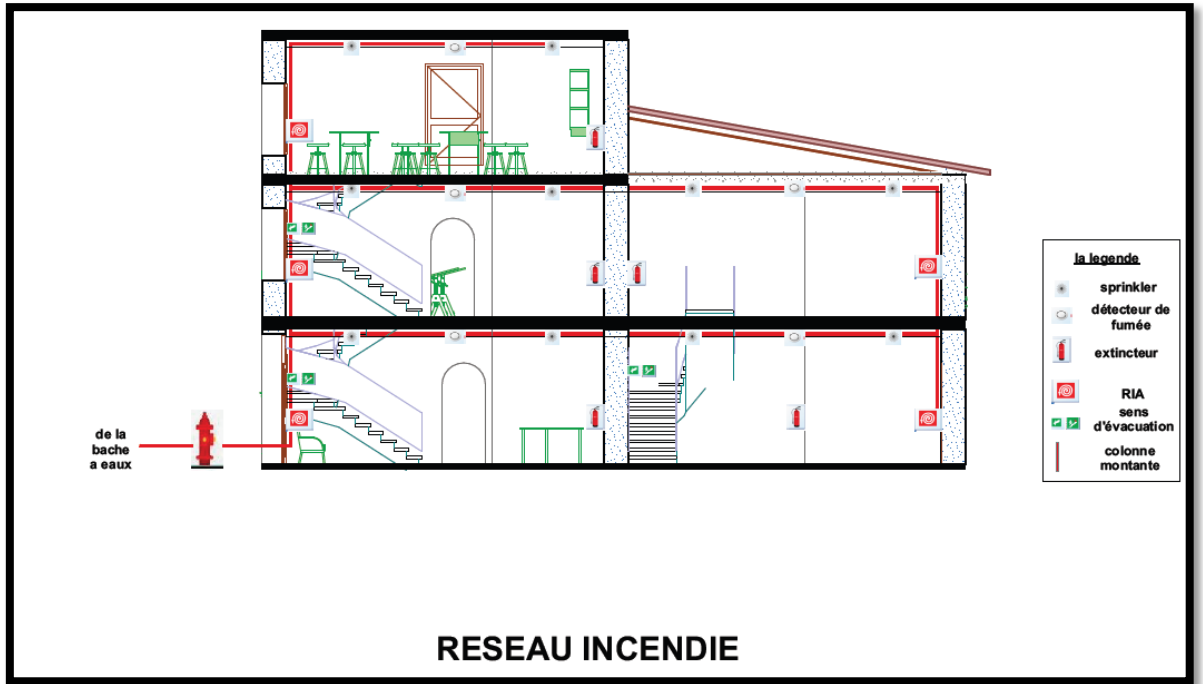 de la
bache
a eaux
la legende
sprinkler
détecteur de
fumée
extincteur
RIA
sens
d'évacuation
colonne
montante
RESEAU INCENDIE